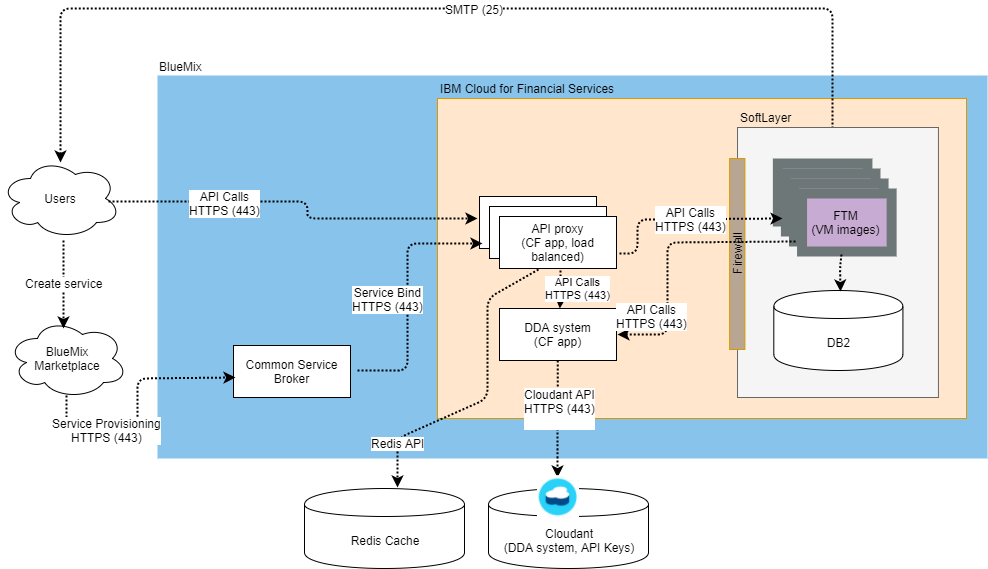 SMTP (25)
BlueMix
IBM Cloud for Financial Services
SoftLayer
Users
API Calls
HTTPS (443)
API proxy
(CF app, load
balanced)
API Calls
HTTPS (443)
Firewall
FTM
(VM images)
Create service
Service Bind
HTTPS (443)
API Calls
HTTPS (443)
API Calls
HTTPS (443)
DDA system
(CF app)
DB2
BlueMix
Marketplace
Common Service
Broker
Service Provisioning
HTTPS (443)
Cloudant API
HTTPS (443)
Redis API
Redis Cache
Cloudant
(DDA system, API Keys)